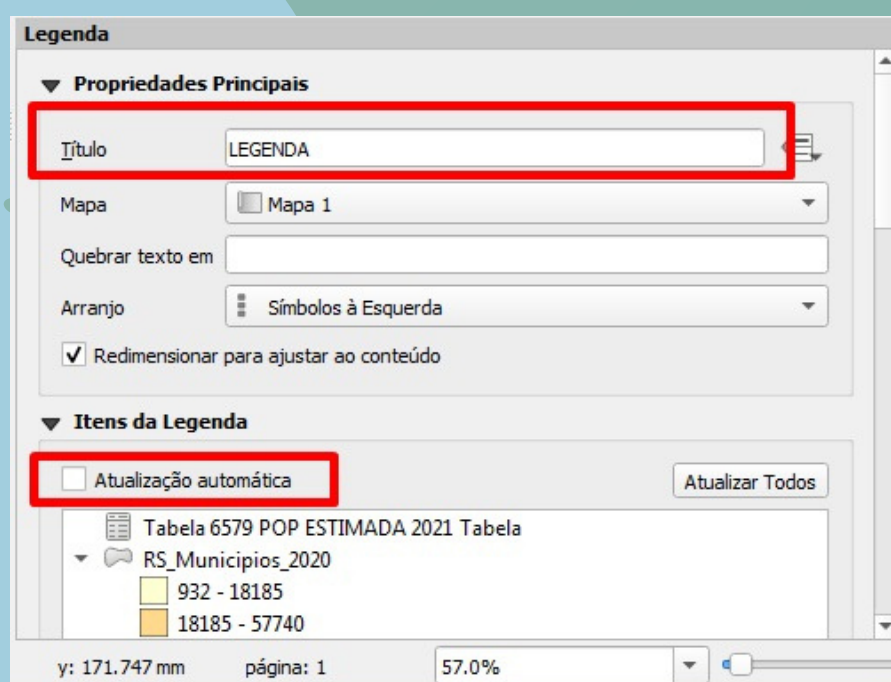 Legenda
Propriedades Principais
Título LEGENDA
Mapa Mapa 1
Quebrar texto em
Arranjo Símbolos à Esquerda
Redimensionar para ajustar ao conteúdo
Itens da Legenda
Atualização automática Atualizar Todos
Tabela 6579 POP ESTIMADA 2021 Tabela
RS_Municipios_2020
932 - 18185
18185 - 57740
y: 171.747 mm página: 1 57.0%